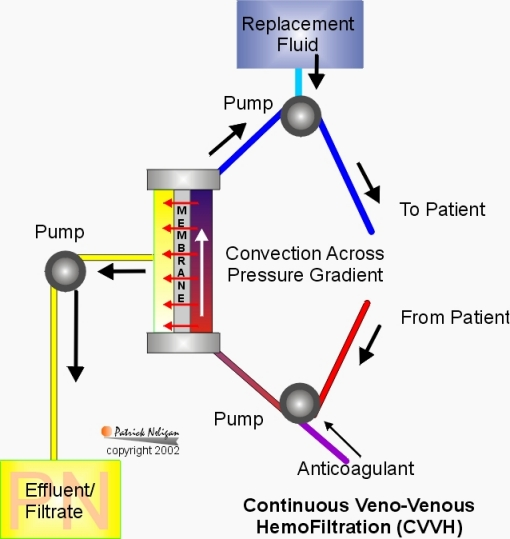 Replacement
Fluid
Pump
To Patient
MEMBRANE
Pump
Convection Across
Pressure Gradient
From Patient
Pump
Patrick Neligan
copyright 2002
Anticoagulant
PN
Effluent/
Filtrate
Continuous Veno-Venous
HemoFiltration (CVVH)